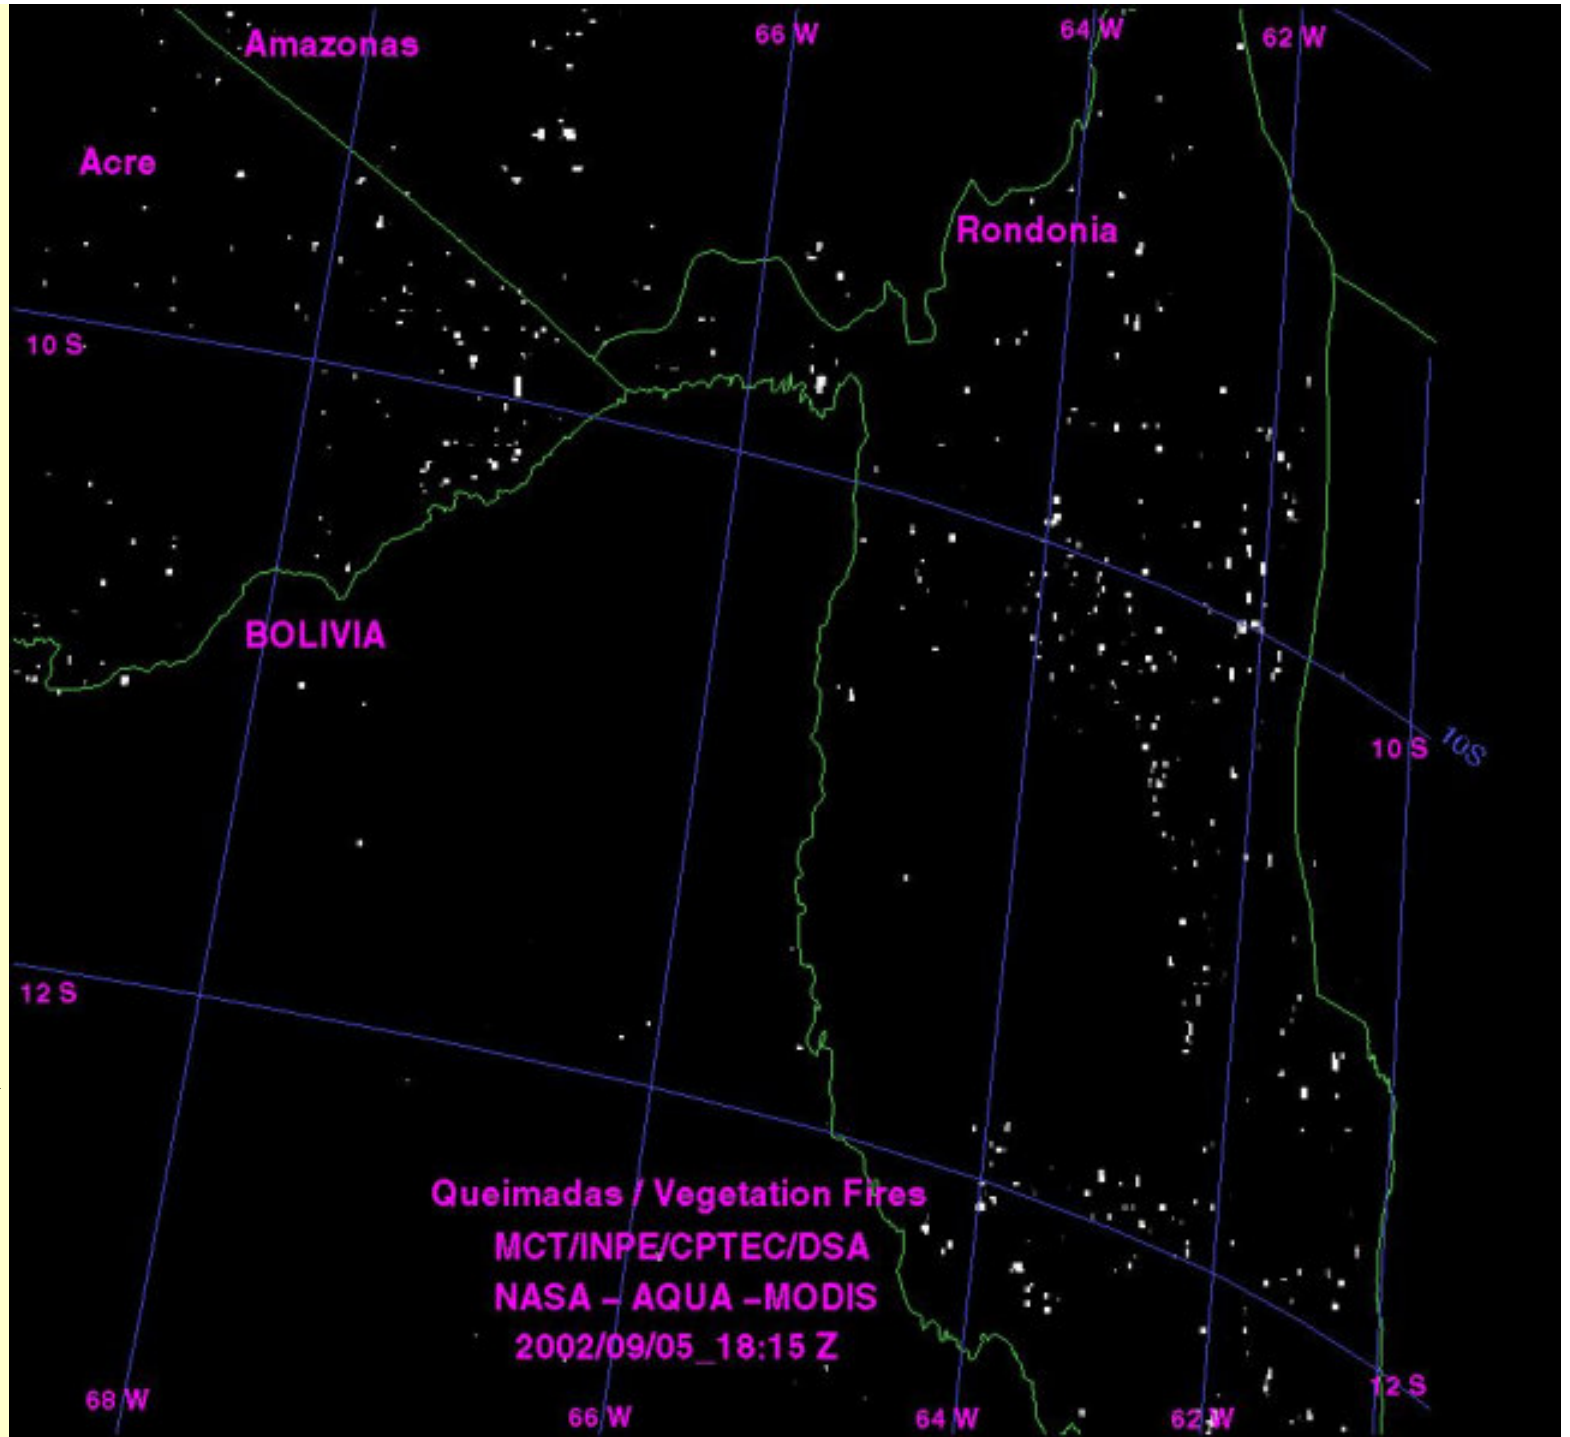 Amazonas
66 W
64 W
62 W
Acre
Rondonia
10 S
BOLIVIA
10 S
10S
12 S
Queimadas / Vegetation Fires
MCT/INPE/CPTEC/DSA
NASA – AQUA –MODIS
2002/09/05_18:15 Z
12 S
68 W
66 W
64 W
62 W